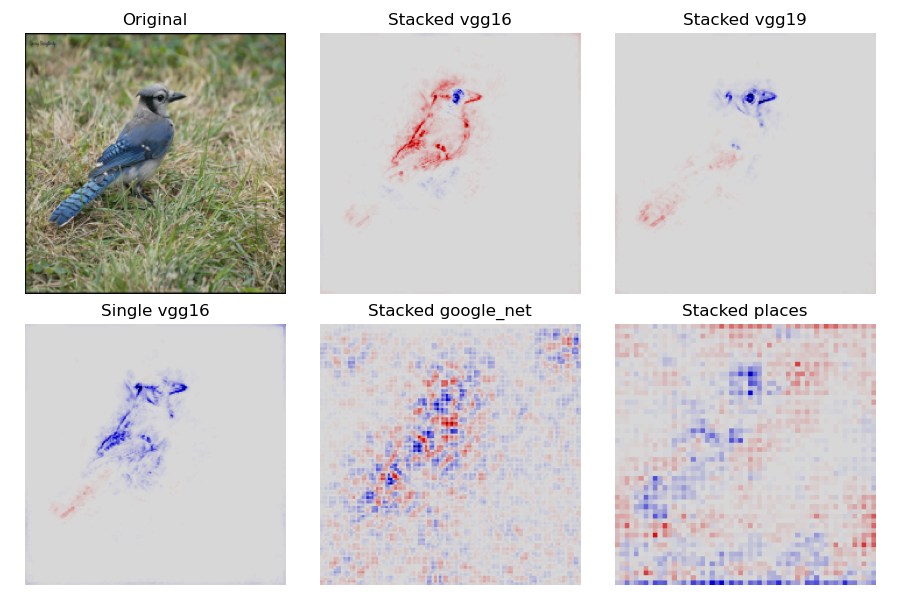 Original
Stacked vgg16
Stacked vgg19
Single vgg16
Stacked google_net
Stacked places